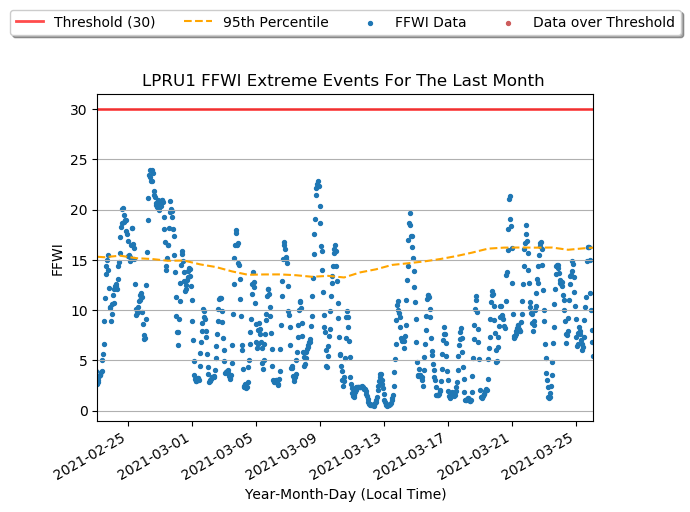 Threshold (30) 95th Percentile FFWI Data Data over Threshold
LPRU1 FFWI Extreme Events For The Last Month
30
25
20
15
10
5
0
FFWI
2021-02-25 2021-03-01 2021-03-05 2021-03-09 2021-03-13 2021-03-17 2021-03-21 2021-03-25
Year-Month-Day (Local Time)